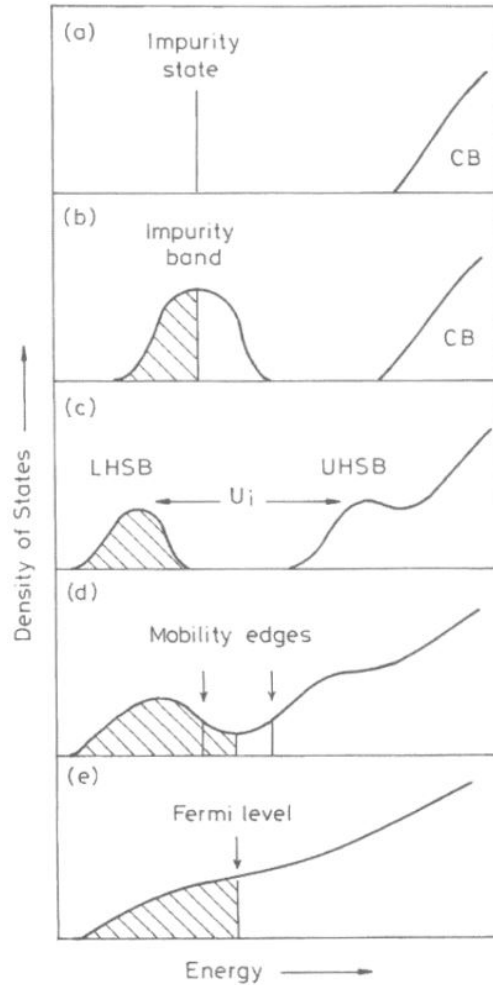 (a)
Impurity
state
CB
(b)
Impurity
band
CB
(c)
LHSB
UHSB
Ui
(d)
Mobility edges
(e)
Fermi level
Energy
Density of States